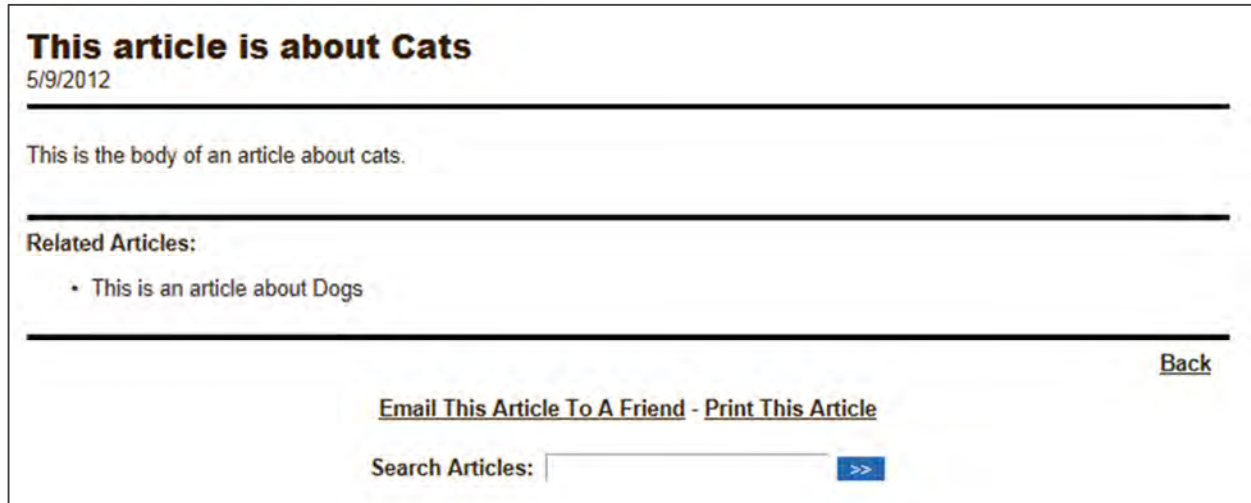 This article is about Cats
5/9/2012
This is the body of an article about cats.
Related Articles:
• This is an article about Dogs
Back
Email This Article To A Friend - Print This Article
Search Articles: >>